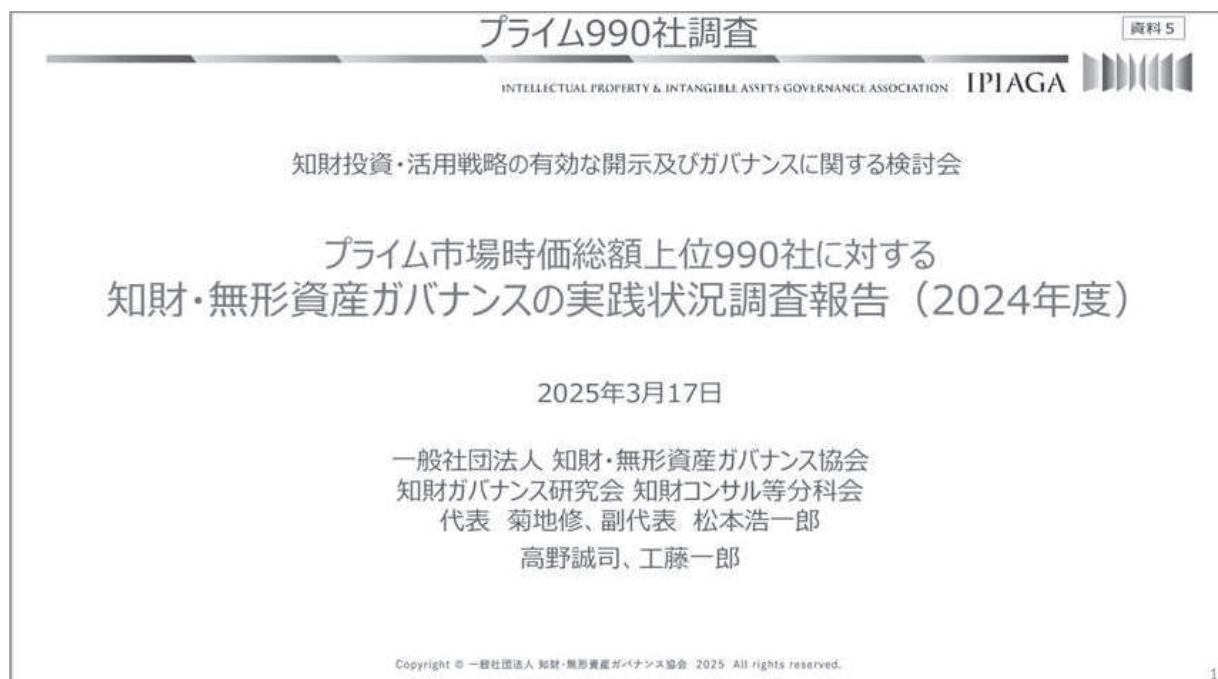 プライム990社調査
資料5
INTELLECTUAL PROPERTY & INTANGIBLE ASSETS GOVERNANCE ASSOCIATION IPIAGA
知財投資・活用戦略の有効な開示及びガバナンスに関する検討会
プライム市場時価総額上位990社に対する
知財・無形資産ガバナンスの実践状況調査報告（2024年度）
2025年3月17日
一般社団法人 知財・無形資産ガバナンス協会
知財ガバナンス研究会 知財コンサル等分科会
代表 菊地修、副代表 松本浩一郎
高野誠司、工藤一郎
Copyright © 一般社団法人 知財・無形資産ガバナンス協会 2025 All rights reserved.
1